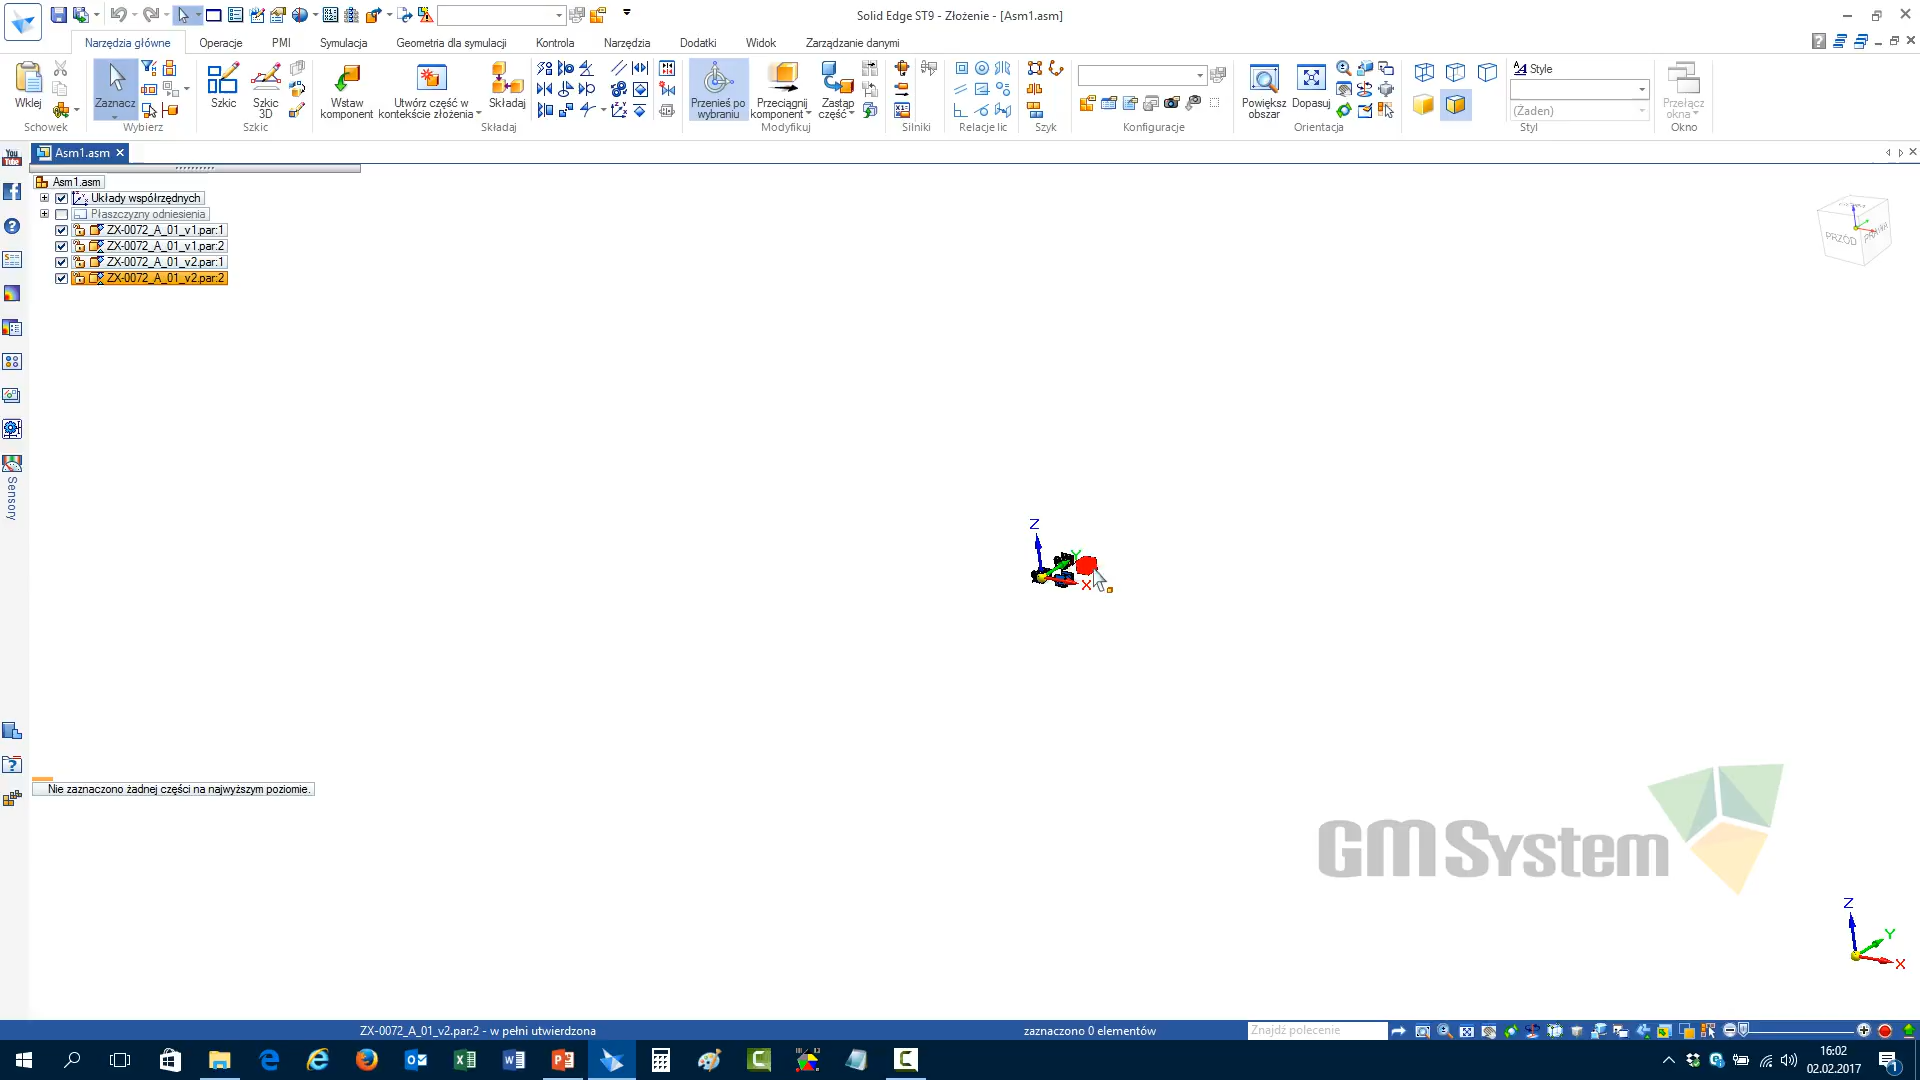 Solid Edge ST9 - Złożenie - [Asm1.asm]
Narzędzia główne Operacje PMI Symulacja Geometria dla symulacji Kontrola Narzędzia Dodatki Widok Zarządzanie danymi
Wklej
Schowek
Zaznacz
Wybierz
Szkic
Szkic 3D
Szkic
Wstaw komponent
Utwórz część w kontekście złożenia
Składaj
Składaj
Przenieś po wybraniu
Przeciągnij komponent
Zastąp część
Modyfikuj
Silniki
Relacje lic
Szyk
Konfiguracje
Powiększ obszar
Dopasuj
Orientacja
Style
(Żaden)
Styl
Przełącz okna
Okno
Asm1.asm
Asm1.asm
Układy współrzędnych
Płaszczyzny odniesienia
ZX-0072_A_01_v1.par:1
ZX-0072_A_01_v1.par:2
ZX-0072_A_01_v2.par:1
ZX-0072_A_01_v2.par:2
You Tube
Sensory
PRZÓD
PRAWA
Z
Y
X
Nie zaznaczono żadnej części na najwyższym poziomie.
GM System
Z
Y
X
ZX-0072_A_01_v2.par:2 - w pełni utwierdzona
zaznaczono 0 elementów
Znajdź polecenie
16:02
02.02.2017
1